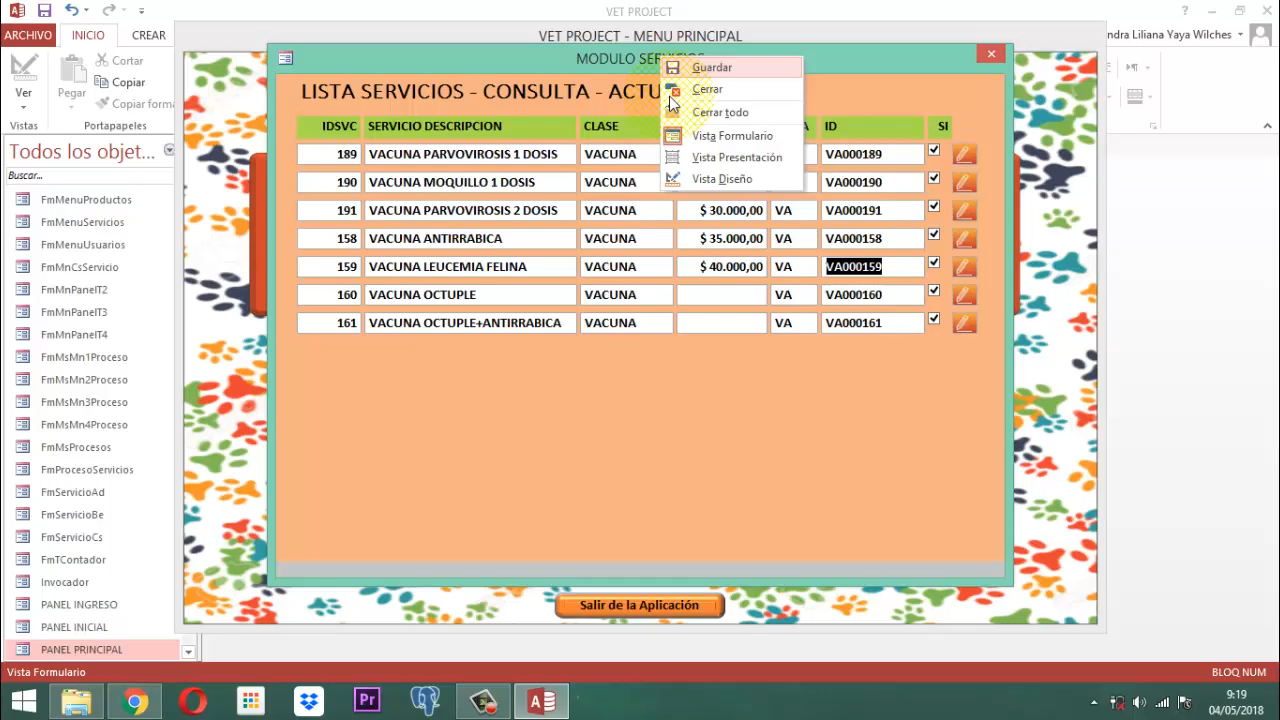 VET PROJECT
ARCHIVO INICIO CREAR
ndra Liliana Yaya Wilches
Ver
Vistas
Pegar
Cortar
Copiar
Copiar forma
Portapapeles
Todos los objet...
Buscar...
FmMenuProductos
FmMenuServicios
FmMenuUsuarios
FmMnCsServicio
FmMnPanelT2
FmMnPanelT3
FmMnPanelT4
FmMsMn1Proceso
FmMsMn2Proceso
FmMsMn3Proceso
FmMsMn4Proceso
FmMsProcesos
FmProcesoServicios
FmServicioAd
FmServicioBe
FmServicioCs
FmTContador
Invocador
PANEL INGRESO
PANEL INICIAL
PANEL PRINCIPAL
VET PROJECT - MENU PRINCIPAL
MODULO SERVICIOS
LISTA SERVICIOS - CONSULTA - ACTU
Guardar
Cerrar
Cerrar todo
Vista Formulario
Vista Presentación
Vista Diseño
IDSVC SERVICIO DESCRIPCION CLASE A ID SI
189 VACUNA PARVOVIROSIS 1 DOSIS VACUNA VA000189
190 VACUNA MOQUILLO 1 DOSIS VACUNA VA000190
191 VACUNA PARVOVIROSIS 2 DOSIS VACUNA $ 30.000,00 VA VA000191
158 VACUNA ANTIRRABICA VACUNA $ 35.000,00 VA VA000158
159 VACUNA LEUCEMIA FELINA VACUNA $ 40.000,00 VA VA000159
160 VACUNA OCTUPLE VACUNA VA VA000160
161 VACUNA OCTUPLE+ANTIRRABICA VACUNA VA VA000161
Salir de la Aplicación
Vista Formulario
BLOQ NUM
Pr
9:19
04/05/2018